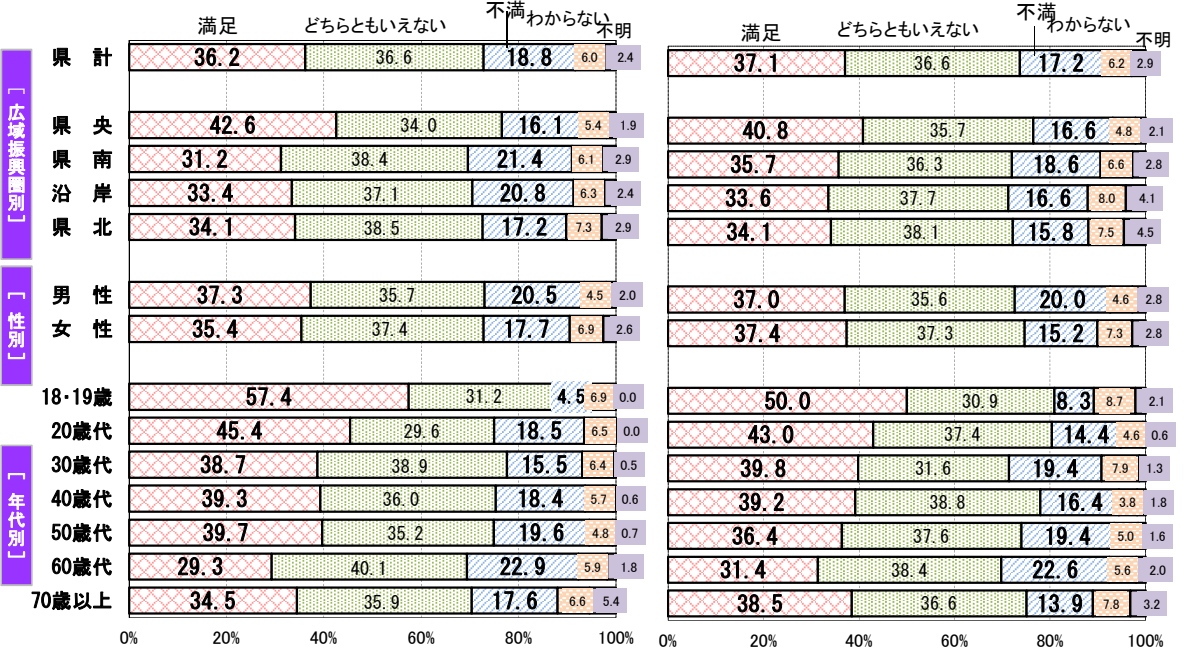 満足 どちらともいえない 不満 わからない 不明
満足 どちらともいえない 不満 わからない 不明
[広域振興圏別]
県 計 36.2 36.6 18.8 6.0 2.4 37.1 36.6 17.2 6.2 2.9
県 央 42.6 34.0 16.1 5.4 1.9 40.8 35.7 16.6 4.8 2.1
県 南 31.2 38.4 21.4 6.1 2.9 35.7 36.3 18.6 6.6 2.8
沿 岸 33.4 37.1 20.8 6.3 2.4 33.6 37.7 16.6 8.0 4.1
県 北 34.1 38.5 17.2 7.3 2.9 34.1 38.1 15.8 7.5 4.5
[性別]
男 性 37.3 35.7 20.5 4.5 2.0 37.0 35.6 20.0 4.6 2.8
女 性 35.4 37.4 17.7 6.9 2.6 37.4 37.3 15.2 7.3 2.8
18・19歳 57.4 31.2 4.5 6.9 0.0 50.0 30.9 8.3 8.7 2.1
20歳代 45.4 29.6 18.5 6.5 0.0 43.0 37.4 14.4 4.6 0.6
[年代別]
30歳代 38.7 38.9 15.5 6.4 0.5 39.8 31.6 19.4 7.9 1.3
40歳代 39.3 36.0 18.4 5.7 0.6 39.2 38.8 16.4 3.8 1.8
50歳代 39.7 35.2 19.6 4.8 0.7 36.4 37.6 19.4 5.0 1.6
60歳代 29.3 40.1 22.9 5.9 1.8 31.4 38.4 22.6 5.6 2.0
70歳以上 34.5 35.9 17.6 6.6 5.4 38.5 36.6 13.9 7.8 3.2
0% 20% 40% 60% 80% 100% 0% 20% 40% 60% 80% 100%